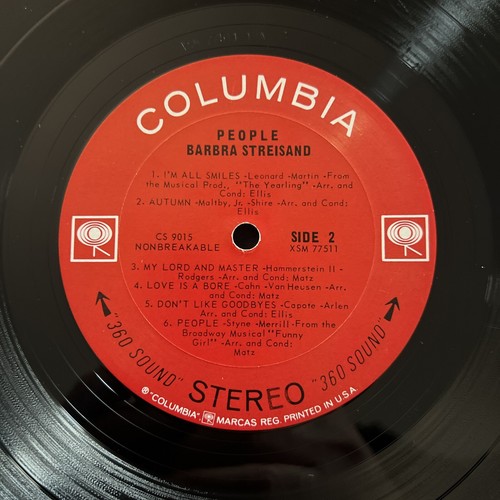 COLUMBIA
PEOPLE
BARBRA STREISAND
1. I'M ALL SMILES -Leonard -Martin -From
the Musical Prod., "The Yearling" -Arr. and
Cond: Ellis
2. AUTUMN -Maltby, Jr. -Shire -Arr. and Cond:
Ellis
CS 9015
NONBREAKABLE
SIDE 2
XSM 77511
3. MY LORD AND MASTER -Hammerstein II -
Rodgers -Arr. and Cond: Matz
4. LOVE IS A BORE -Cahn -Van Heusen -Arr.
and Cond: Matz
5. DON'T LIKE GOODBYES -Capote -Arlen
Arr. and Cond: Ellis
6. PEOPLE -Styne -Merrill -From the
Broadway Musical "Funny
Girl" -Arr. and Cond:
Matz
"360 SOUND" STEREO "360 SOUND"
® "COLUMBIA", MARCAS REG. PRINTED IN U.S.A.